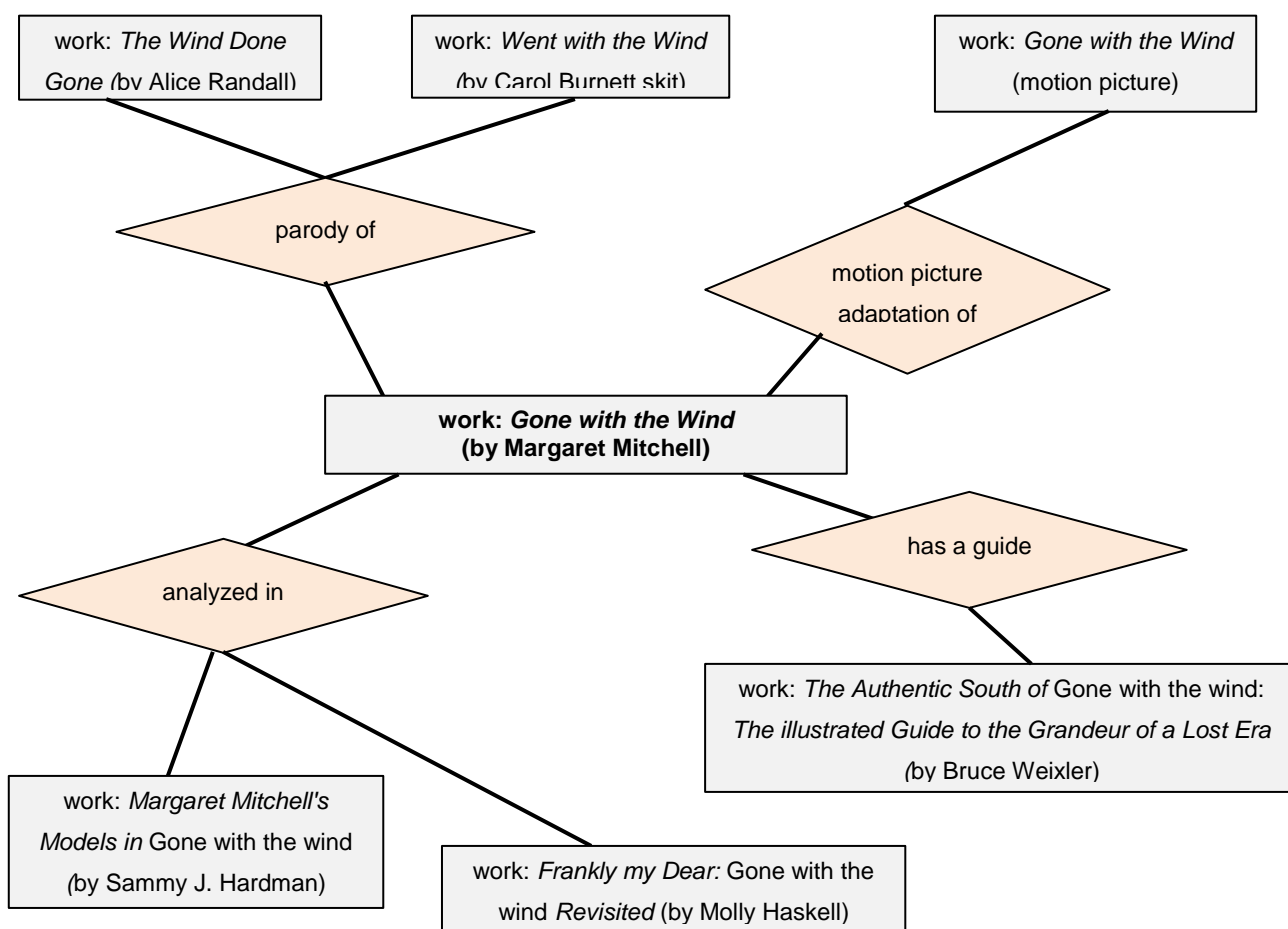 work: The Wind Done
Gone (by Alice Randall)
work: Went with the Wind
(by Carol Burnett skit)
work: Gone with the Wind
(motion picture)
parody of
motion picture
adaptation of
work: Gone with the Wind
(by Margaret Mitchell)
analyzed in
has a guide
work: The Authentic South of Gone with the wind:
The illustrated Guide to the Grandeur of a Lost Era
(by Bruce Weixler)
work: Margaret Mitchell's
Models in Gone with the wind
(by Sammy J. Hardman)
work: Frankly my Dear: Gone with the
wind Revisited (by Molly Haskell)